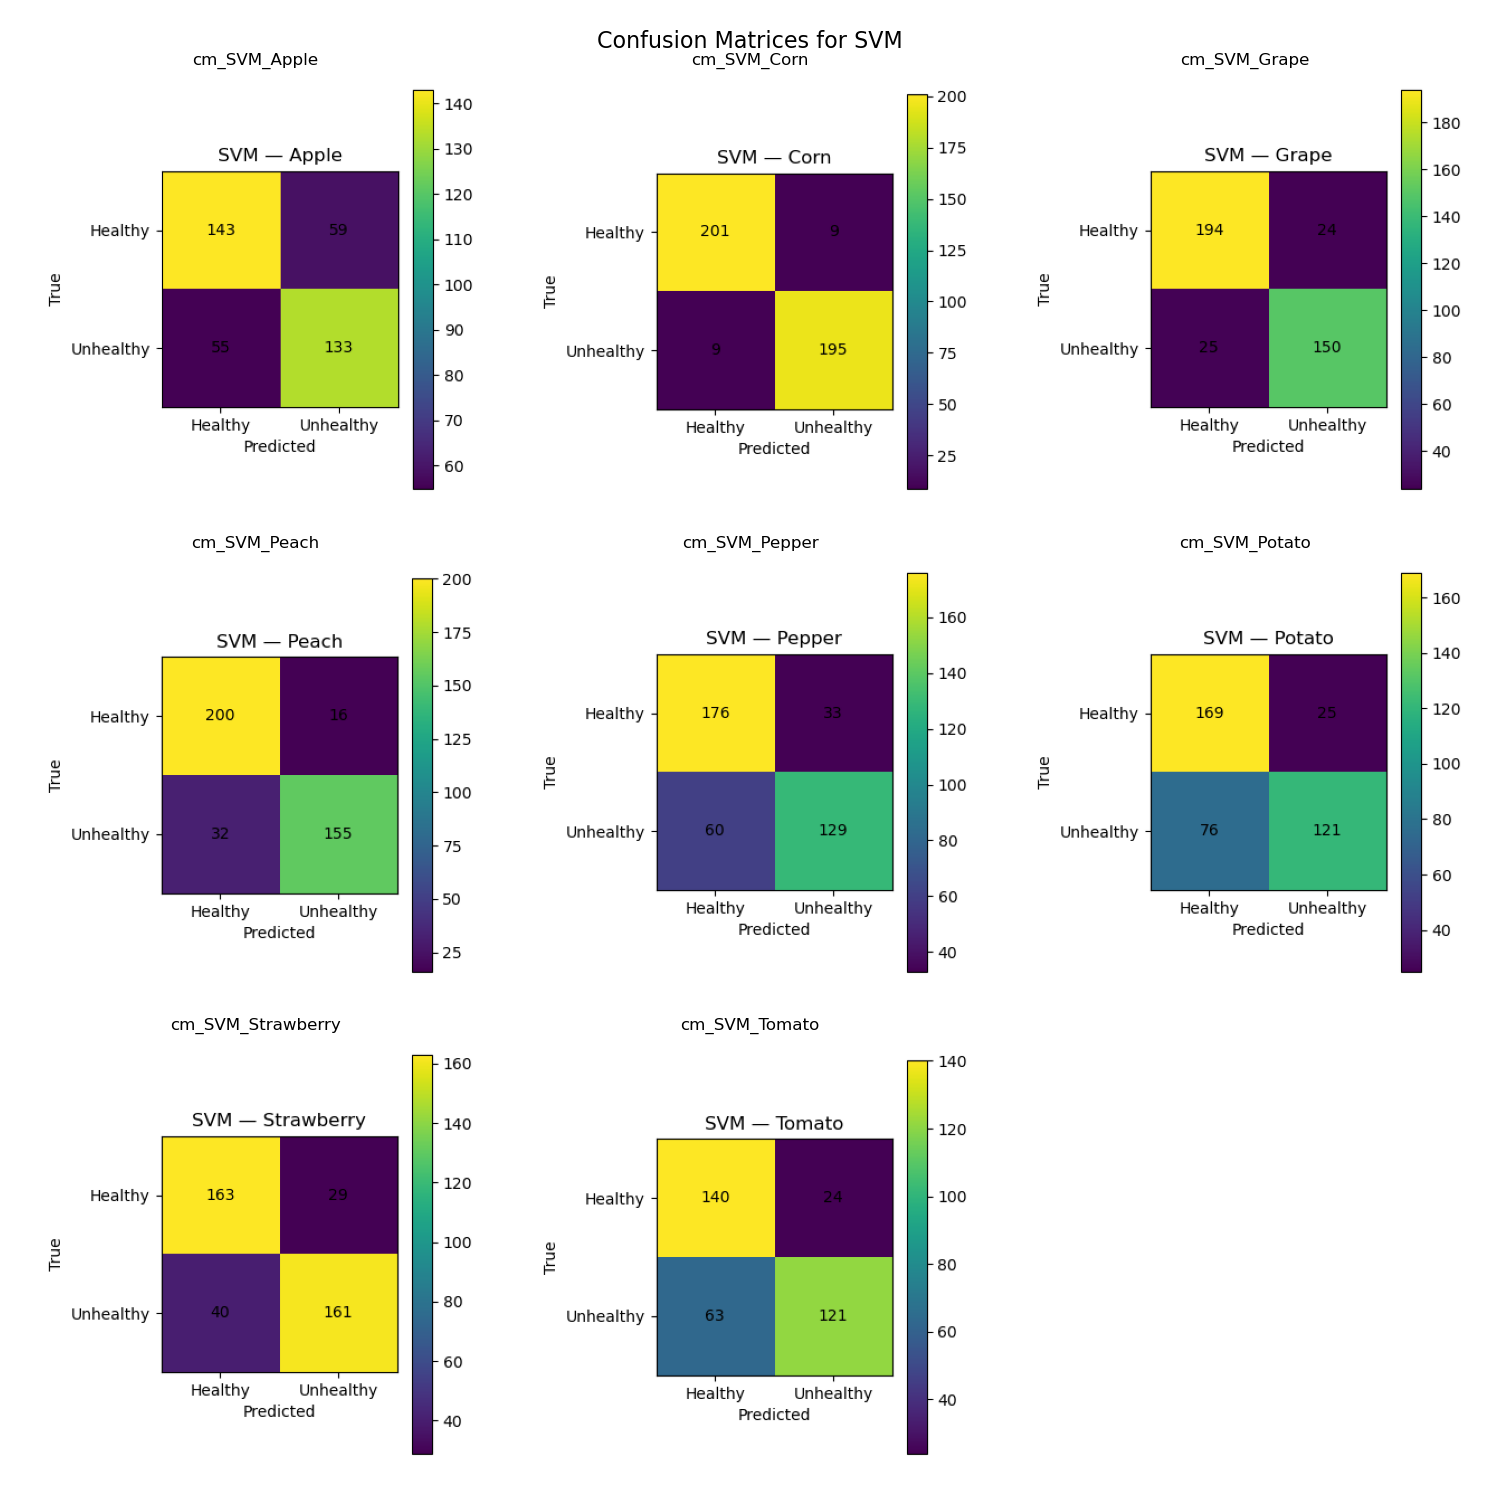 Confusion Matrices for SVM
cm_SVM_Apple
SVM — Apple
Healthy
Unhealthy
True
143 59
55 133
Healthy Unhealthy
Predicted
140
130
120
110
100
90
80
70
60
cm_SVM_Corn
SVM — Corn
Healthy
Unhealthy
True
201 9
9 195
Healthy Unhealthy
Predicted
200
175
150
125
100
75
50
25
cm_SVM_Grape
SVM — Grape
Healthy
Unhealthy
True
194 24
25 150
Healthy Unhealthy
Predicted
180
160
140
120
100
80
60
40
cm_SVM_Peach
SVM — Peach
Healthy
Unhealthy
True
200 16
32 155
Healthy Unhealthy
Predicted
200
175
150
125
100
75
50
25
cm_SVM_Pepper
SVM — Pepper
Healthy
Unhealthy
True
176 33
60 129
Healthy Unhealthy
Predicted
160
140
120
100
80
60
40
cm_SVM_Potato
SVM — Potato
Healthy
Unhealthy
True
169 25
76 121
Healthy Unhealthy
Predicted
160
140
120
100
80
60
40
cm_SVM_Strawberry
SVM — Strawberry
Healthy
Unhealthy
True
163 29
40 161
Healthy Unhealthy
Predicted
160
140
120
100
80
60
40
cm_SVM_Tomato
SVM — Tomato
Healthy
Unhealthy
True
140 24
63 121
Healthy Unhealthy
Predicted
140
120
100
80
60
40